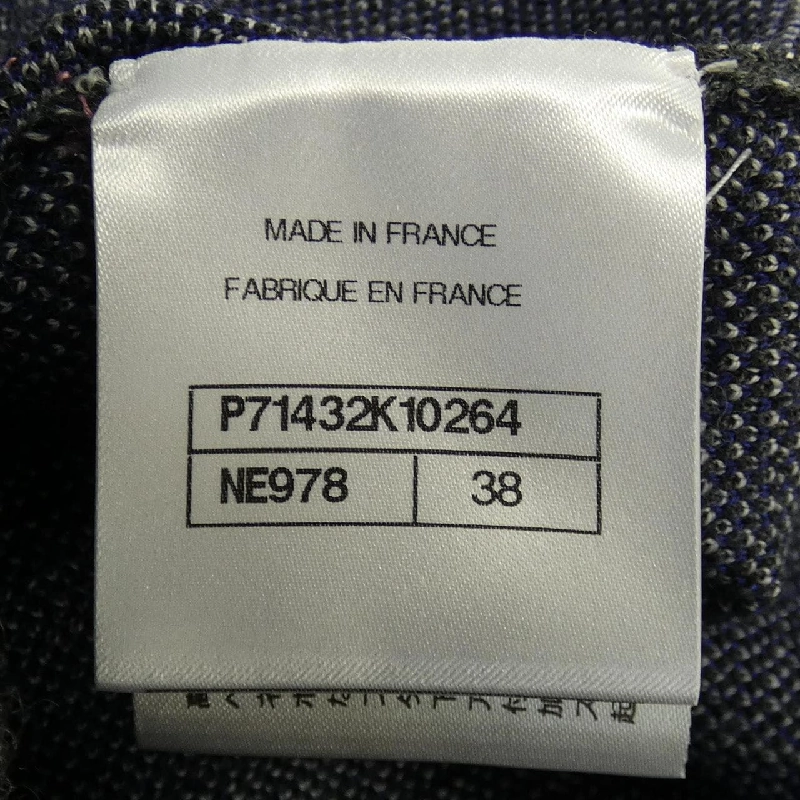 MADE IN FRANCE
FABRIQUE EN FRANCE
P71432K10264
NE978 38